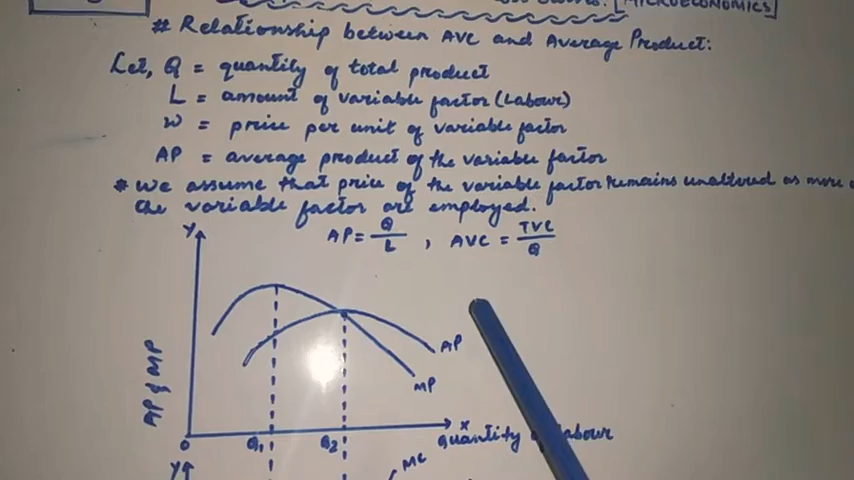 MICROECONOMICS
# Relationship between AVC and Average Product:
Let, Q = quantity of total product
L = amount of variable factor (Labour)
W = price per unit of variable factor
AP = average product of the variable factor
* We assume that price of the variable factor remains unaltered as more
the variable factor are employed.
AP = Q/L , AVC = TVC/Q
Y
AP & MP
AP
MP
O Q1 Q2 X
Quantity of Labour
Y
MC